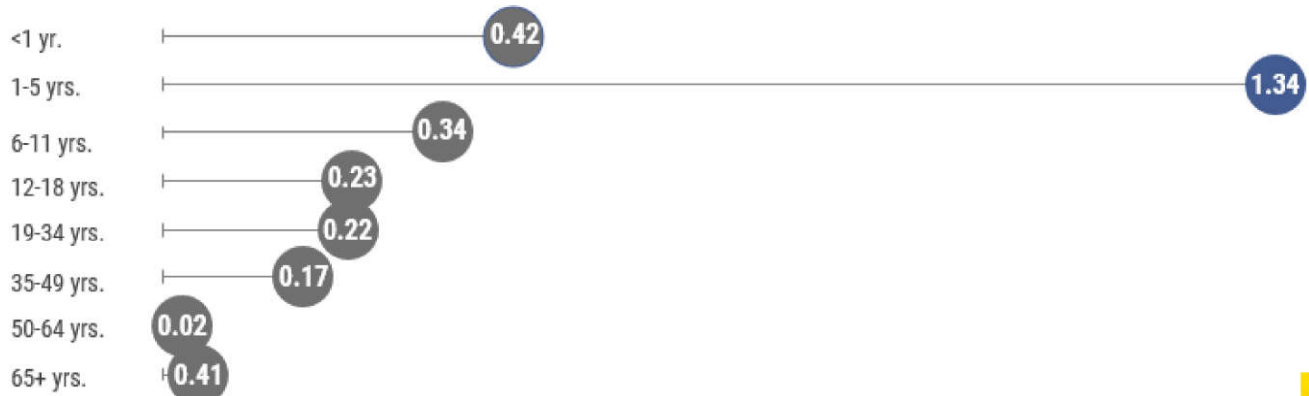 <1 yr. 0.42
1-5 yrs. 1.34
6-11 yrs. 0.34
12-18 yrs. 0.23
19-34 yrs. 0.22
35-49 yrs. 0.17
50-64 yrs. 0.02
65+ yrs. 0.41